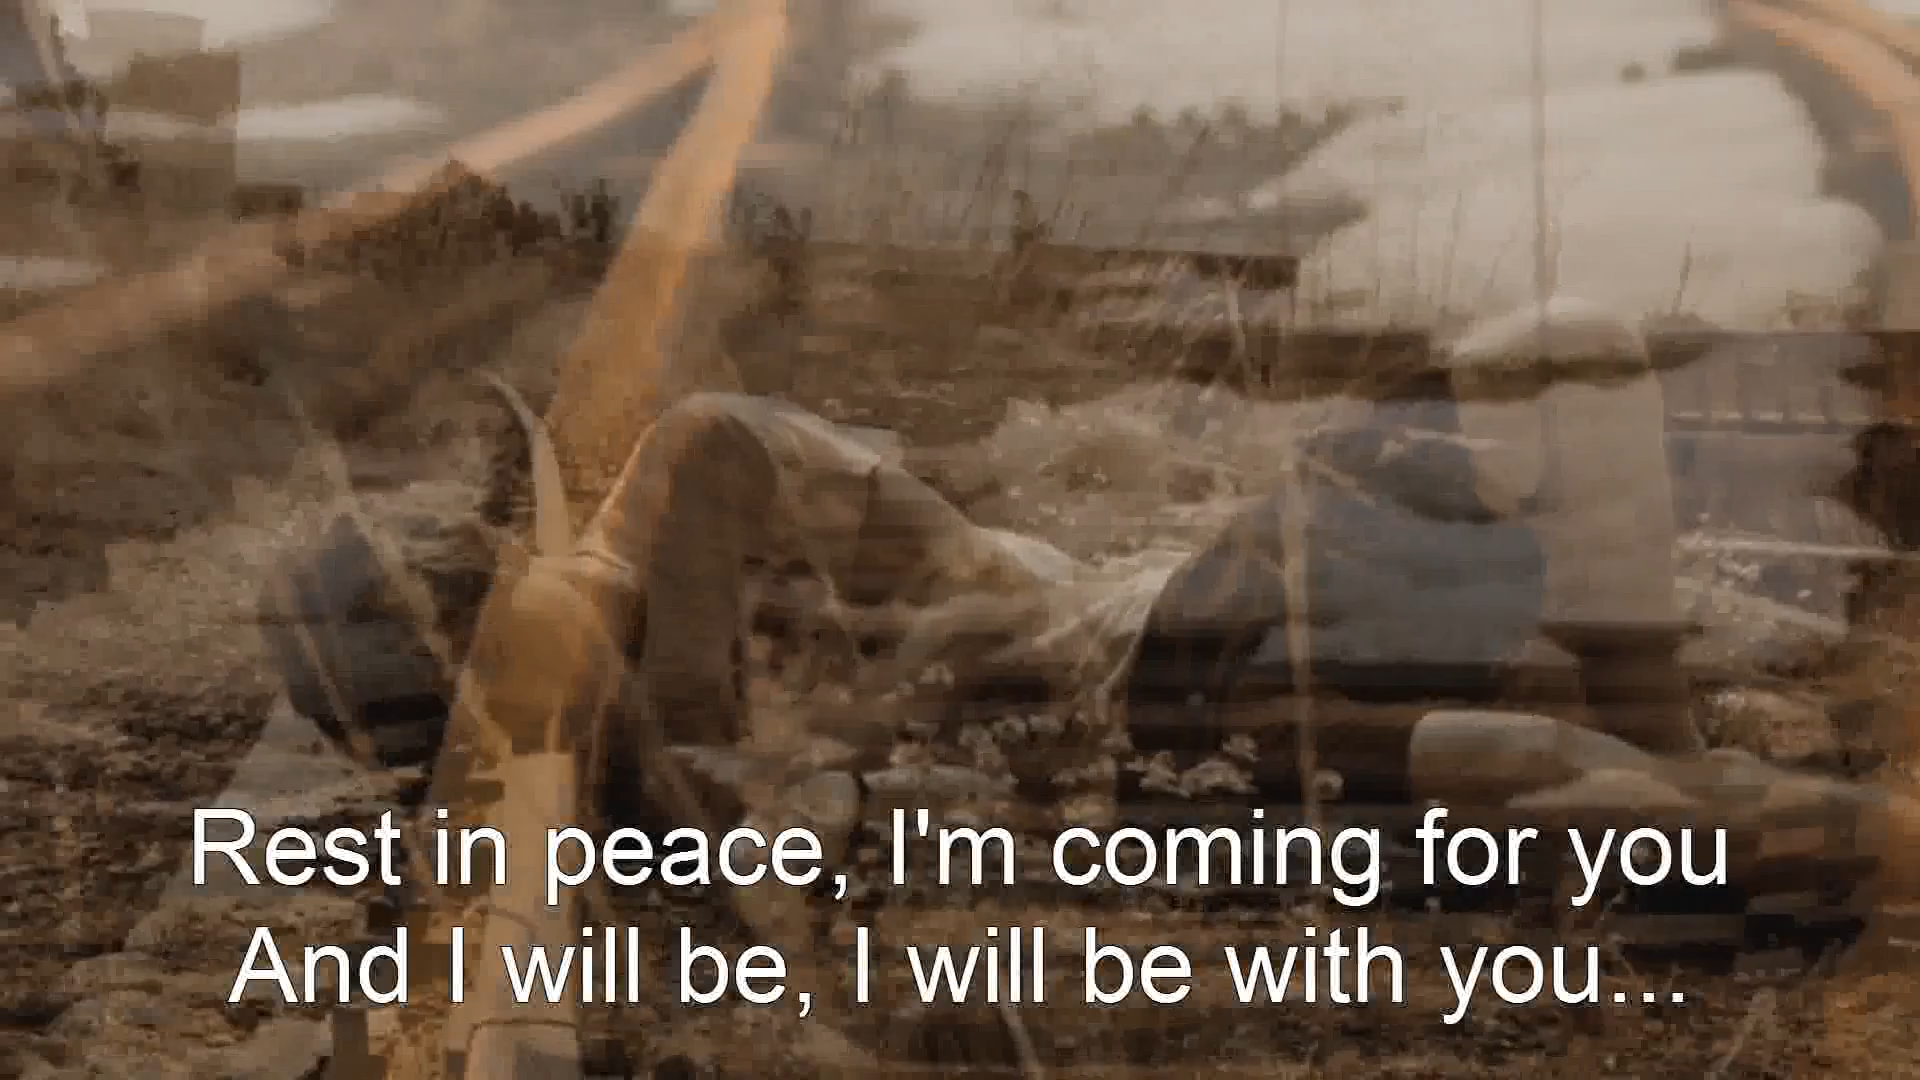 Rest in peace, I'm coming for you
And I will be, I will be with you...